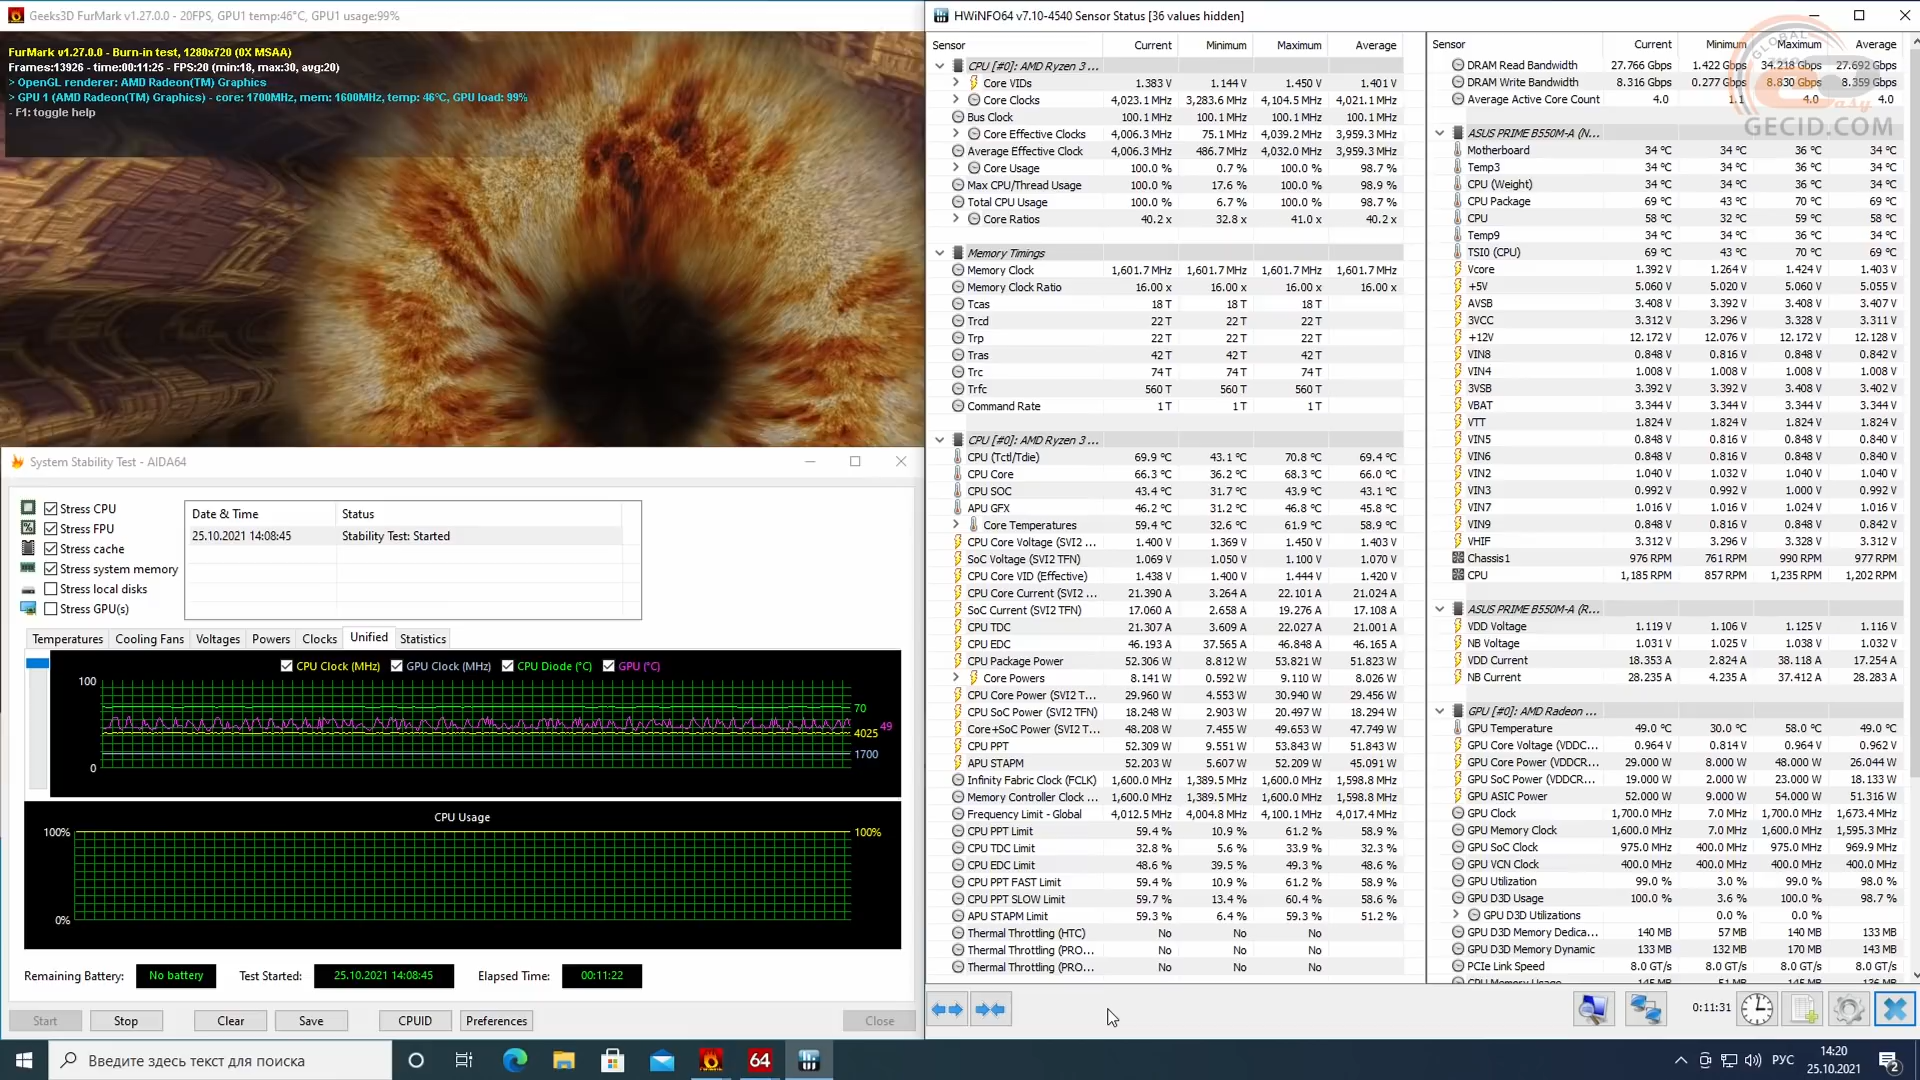 Geeks3D FurMark v1.27.0.0 - 20FPS, GPU1 temp:46°C, GPU1 usage:99%
FurMark v1.27.0.0 - Burn-in test, 1280x720 (0X MSAA)
Frames:13926 - time:00:11:25 - FPS:20 (min:18, max:30, avg:20)
> OpenGL renderer: AMD Radeon(TM) Graphics
> GPU 1 (AMD Radeon(TM) Graphics) - core: 1700MHz, mem: 1600MHz, temp: 46°C, GPU load: 99%
- F1: toggle help
System Stability Test - AIDA64
Stress CPU
Stress FPU
Stress cache
Stress system memory
Stress local disks
Stress GPU(s)
Date & Time Status
25.10.2021 14:08:45 Stability Test: Started
Temperatures Cooling Fans Voltages Powers Clocks Unified Statistics
CPU Clock (MHz) GPU Clock (MHz) CPU Diode (°C) GPU (°C)
100
70
49
4025
1700
0
CPU Usage
100% 100%
0%
Remaining Battery: No battery Test Started: 25.10.2021 14:08:45 Elapsed Time: 00:11:22
Start Stop Clear Save CPUID Preferences Close
HWiNFO64 v7.10-4540 Sensor Status [36 values hidden]
Sensor Current Minimum Maximum Average
CPU [#0]: AMD Ryzen 3 ...
Core VIDs 1.383 V 1.144 V 1.450 V 1.401 V
Core Clocks 4,023.1 MHz 3,283.6 MHz 4,104.5 MHz 4,021.1 MHz
Bus Clock 100.1 MHz 100.1 MHz 100.1 MHz 100.1 MHz
Core Effective Clocks 4,006.3 MHz 75.1 MHz 4,039.2 MHz 3,959.3 MHz
Average Effective Clock 4,006.3 MHz 486.7 MHz 4,032.0 MHz 3,959.3 MHz
Core Usage 100.0 % 0.7 % 100.0 % 98.7 %
Max CPU/Thread Usage 100.0 % 17.6 % 100.0 % 98.9 %
Total CPU Usage 100.0 % 6.7 % 100.0 % 98.7 %
Core Ratios 40.2 x 32.8 x 41.0 x 40.2 x
Memory Timings
Memory Clock 1,601.7 MHz 1,601.7 MHz 1,601.7 MHz 1,601.7 MHz
Memory Clock Ratio 16.00 x 16.00 x 16.00 x 16.00 x
Tcas 18 T 18 T 18 T
Trcd 22 T 22 T 22 T
Trp 22 T 22 T 22 T
Tras 42 T 42 T 42 T
Trc 74 T 74 T 74 T
Trfc 560 T 560 T 560 T
Command Rate 1 T 1 T 1 T
CPU [#0]: AMD Ryzen 3 ...
CPU (Tctl/Tdie) 69.9 °C 43.1 °C 70.8 °C 69.4 °C
CPU Core 66.3 °C 36.2 °C 68.3 °C 66.0 °C
CPU SOC 43.4 °C 31.7 °C 43.9 °C 43.1 °C
APU GFX 46.2 °C 31.2 °C 46.8 °C 45.8 °C
Core Temperatures 59.4 °C 32.6 °C 61.9 °C 58.9 °C
CPU Core Voltage (SVI2 ... 1.400 V 1.369 V 1.450 V 1.403 V
SoC Voltage (SVI2 TFN) 1.069 V 1.050 V 1.100 V 1.070 V
CPU Core VID (Effective) 1.438 V 1.400 V 1.444 V 1.420 V
CPU Core Current (SVI2 ... 21.390 A 3.264 A 22.101 A 21.024 A
SoC Current (SVI2 TFN) 17.060 A 2.658 A 19.276 A 17.108 A
CPU TDC 21.307 A 3.609 A 22.027 A 21.001 A
CPU EDC 46.193 A 37.565 A 46.848 A 46.165 A
CPU Package Power 52.306 W 8.812 W 53.821 W 51.823 W
Core Powers 8.141 W 0.592 W 9.110 W 8.026 W
CPU Core Power (SVI2 T... 29.960 W 4.553 W 30.940 W 29.456 W
CPU SoC Power (SVI2 TFN) 18.248 W 2.903 W 20.497 W 18.294 W
Core+SoC Power (SVI2 T... 48.208 W 7.455 W 49.653 W 47.749 W
CPU PPT 52.309 W 9.551 W 53.843 W 51.843 W
APU STAPM 52.203 W 5.607 W 52.209 W 45.091 W
Infinity Fabric Clock (FCLK) 1,600.0 MHz 1,389.5 MHz 1,600.0 MHz 1,598.8 MHz
Memory Controller Clock ... 1,600.0 MHz 1,389.5 MHz 1,600.0 MHz 1,598.8 MHz
Frequency Limit - Global 4,012.5 MHz 4,004.8 MHz 4,100.1 MHz 4,017.4 MHz
CPU PPT Limit 59.4 % 10.9 % 61.2 % 58.9 %
CPU TDC Limit 32.8 % 5.6 % 33.9 % 32.3 %
CPU EDC Limit 48.6 % 39.5 % 49.3 % 48.6 %
CPU PPT FAST Limit 59.4 % 10.9 % 61.2 % 58.9 %
CPU PPT SLOW Limit 59.7 % 13.4 % 60.4 % 58.6 %
APU STAPM Limit 59.3 % 6.4 % 59.3 % 51.2 %
Thermal Throttling (HTC) No No No
Thermal Throttling (PRO... No No No
Thermal Throttling (PRO... No No No
Sensor Current Minimum Maximum Average
DRAM Read Bandwidth 27.766 Gbps 1.422 Gbps 34.218 Gbps 27.692 Gbps
DRAM Write Bandwidth 8.316 Gbps 0.277 Gbps 8.830 Gbps 8.359 Gbps
Average Active Core Count 4.0 1.1 4.0 4.0
GLOBAL
easy
GECID.COM
ASUS PRIME B550M-A (N...
Motherboard 34 °C 34 °C 36 °C 34 °C
Temp3 34 °C 34 °C 36 °C 34 °C
CPU (Weight) 34 °C 34 °C 36 °C 34 °C
CPU Package 69 °C 43 °C 70 °C 69 °C
CPU 58 °C 32 °C 59 °C 58 °C
Temp9 34 °C 34 °C 36 °C 34 °C
TSI0 (CPU) 69 °C 43 °C 70 °C 69 °C
Vcore 1.392 V 1.264 V 1.424 V 1.403 V
+5V 5.060 V 5.020 V 5.060 V 5.055 V
AVSB 3.408 V 3.392 V 3.408 V 3.407 V
3VCC 3.312 V 3.296 V 3.328 V 3.311 V
+12V 12.172 V 12.076 V 12.172 V 12.128 V
VIN8 0.848 V 0.816 V 0.848 V 0.842 V
VIN4 1.008 V 1.008 V 1.008 V 1.008 V
3VSB 3.392 V 3.392 V 3.408 V 3.402 V
VBAT 3.344 V 3.344 V 3.344 V 3.344 V
VTT 1.824 V 1.824 V 1.824 V 1.824 V
VIN5 0.848 V 0.816 V 0.848 V 0.840 V
VIN6 0.848 V 0.816 V 0.848 V 0.842 V
VIN2 1.040 V 1.032 V 1.040 V 1.040 V
VIN3 0.992 V 0.992 V 1.000 V 0.992 V
VIN7 1.016 V 1.016 V 1.024 V 1.016 V
VIN9 0.848 V 0.816 V 0.848 V 0.842 V
VHIF 3.312 V 3.296 V 3.328 V 3.312 V
Chassis1 976 RPM 761 RPM 990 RPM 977 RPM
CPU 1,185 RPM 857 RPM 1,235 RPM 1,202 RPM
ASUS PRIME B550M-A (R...
VDD Voltage 1.119 V 1.106 V 1.125 V 1.116 V
NB Voltage 1.031 V 1.025 V 1.038 V 1.032 V
VDD Current 18.353 A 2.824 A 38.118 A 17.254 A
NB Current 28.235 A 4.235 A 37.412 A 28.283 A
GPU [#0]: AMD Radeon ...
GPU Temperature 49.0 °C 30.0 °C 58.0 °C 49.0 °C
GPU Core Voltage (VDDC... 0.964 V 0.814 V 0.964 V 0.962 V
GPU Core Power (VDDCR... 29.000 W 8.000 W 48.000 W 26.044 W
GPU SoC Power (VDDCR... 19.000 W 2.000 W 23.000 W 18.133 W
GPU ASIC Power 52.000 W 9.000 W 54.000 W 51.316 W
GPU Clock 1,700.0 MHz 7.0 MHz 1,700.0 MHz 1,673.4 MHz
GPU Memory Clock 1,600.0 MHz 7.0 MHz 1,600.0 MHz 1,595.3 MHz
GPU SoC Clock 975.0 MHz 400.0 MHz 975.0 MHz 969.9 MHz
GPU VCN Clock 400.0 MHz 400.0 MHz 400.0 MHz 400.0 MHz
GPU Utilization 99.0 % 3.0 % 99.0 % 98.0 %
GPU D3D Usage 100.0 % 3.6 % 100.0 % 98.7 %
GPU D3D Utilizations 0.0 % 0.0 %
GPU D3D Memory Dedica... 140 MB 57 MB 140 MB 133 MB
GPU D3D Memory Dynamic 133 MB 132 MB 170 MB 143 MB
PCIe Link Speed 8.0 GT/s 8.0 GT/s 8.0 GT/s 8.0 GT/s
GPU Memory Usage 145 MB 51 MB 145 MB 136 MB
0:11:31
Введите здесь текст для поиска
64
РУС
14:20
25.10.2021
2